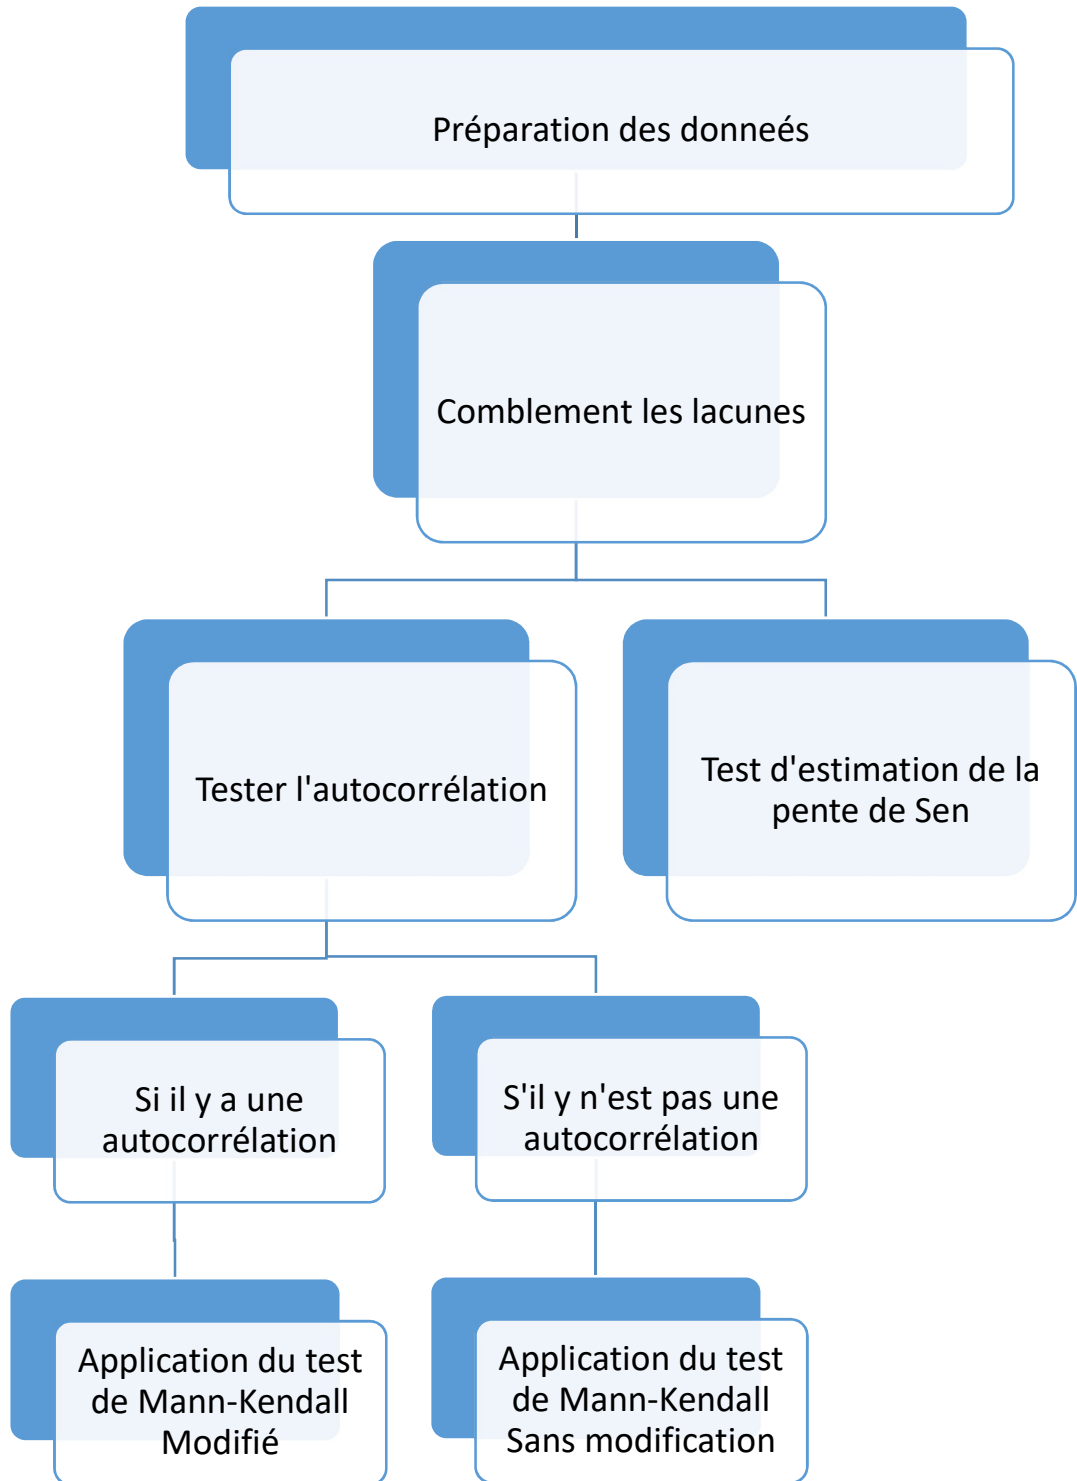 Préparation des donneés
Comblement les lacunes
Tester l'autocorrélation
Test d'estimation de la
pente de Sen
Si il y a une
autocorrélation
S'il y n'est pas une
autocorrélation
Application du test
de Mann-Kendall
Modifié
Application du test
de Mann-Kendall
Sans modification